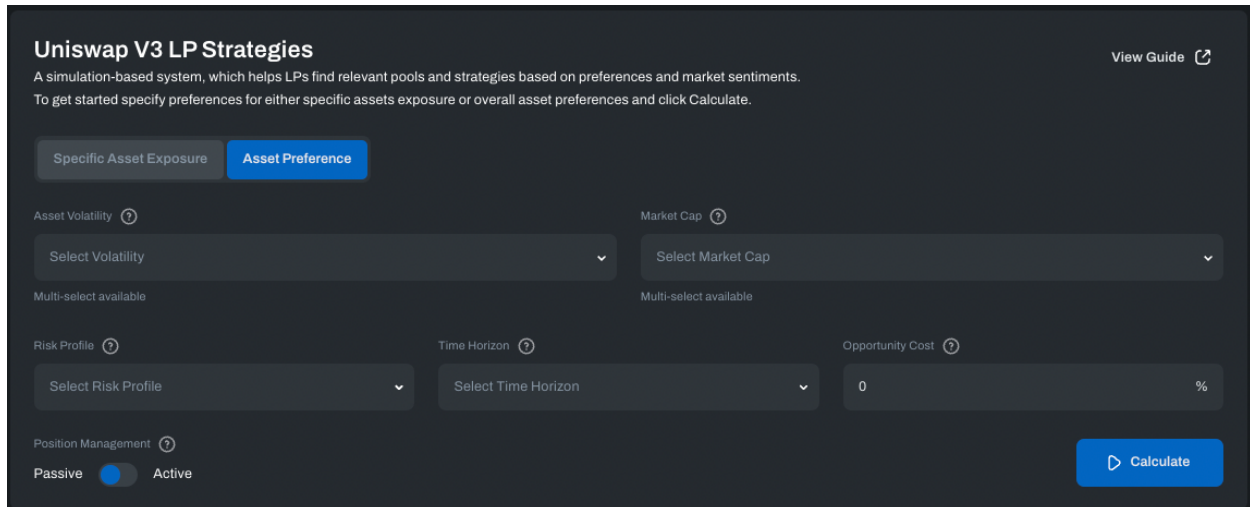 Uniswap V3 LP Strategies
View Guide
A simulation-based system, which helps LPs find relevant pools and strategies based on preferences and market sentiments.
To get started specify preferences for either specific assets exposure or overall asset preferences and click Calculate.
Specific Asset Exposure
Asset Preference
Asset Volatility ?
Market Cap ?
Select Volatility
Select Market Cap
Multi-select available
Multi-select available
Risk Profile ?
Time Horizon ?
Opportunity Cost ?
Select Risk Profile
Select Time Horizon
0 %
Position Management ?
Passive
Active
Calculate